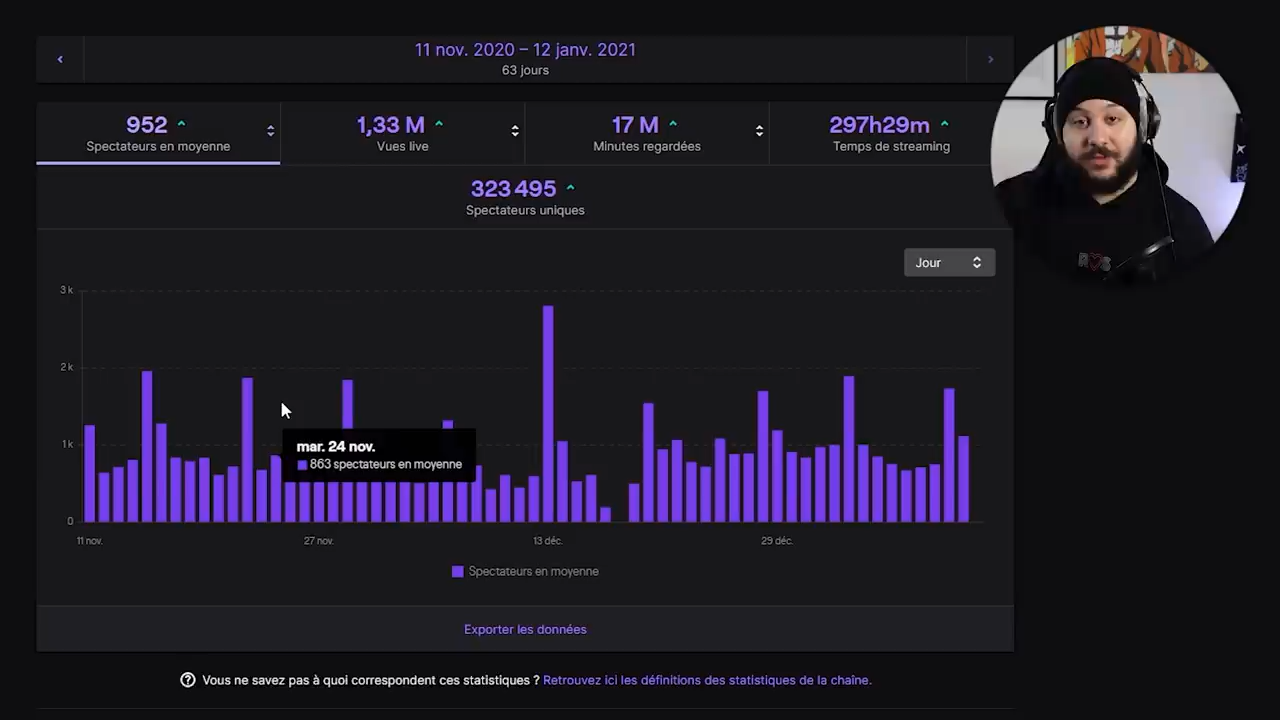 11 nov. 2020 – 12 janv. 2021
63 jours
952
Spectateurs en moyenne
1,33 M
Vues live
17 M
Minutes regardées
297h29m
Temps de streaming
323 495
Spectateurs uniques
Jour
3 k
2 k
1 k
0
mar. 24 nov.
863 spectateurs en moyenne
11 nov.
27 nov.
13 déc.
29 déc.
Spectateurs en moyenne
Exporter les données
Vous ne savez pas à quoi correspondent ces statistiques ? Retrouvez ici les définitions des statistiques de la chaîne.